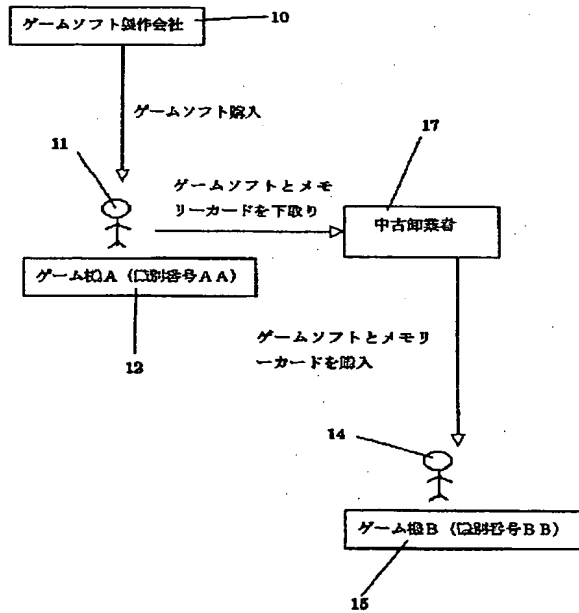 ゲームソフト製作会社
10
ゲームソフト購入
11
17
ゲームソフトとメモ
リーカードを下取り
中古卸業者
ゲーム機A（識別番号AA）
12
ゲームソフトとメモリ
ーカードを購入
14
ゲーム機B（識別番号BB）
15